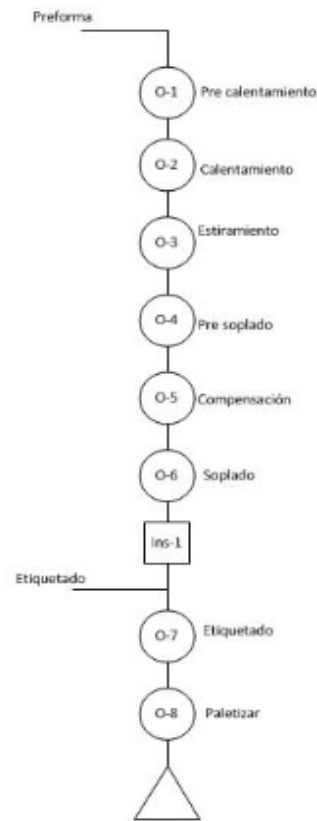 Preforma
O-1 Pre calentamiento
O-2 Calentamiento
O-3 Estiramiento
O-4 Pre soplado
O-5 Compensación
O-6 Soplado
Ins-1
Etiquetado
O-7 Etiquetado
O-8 Paletizar